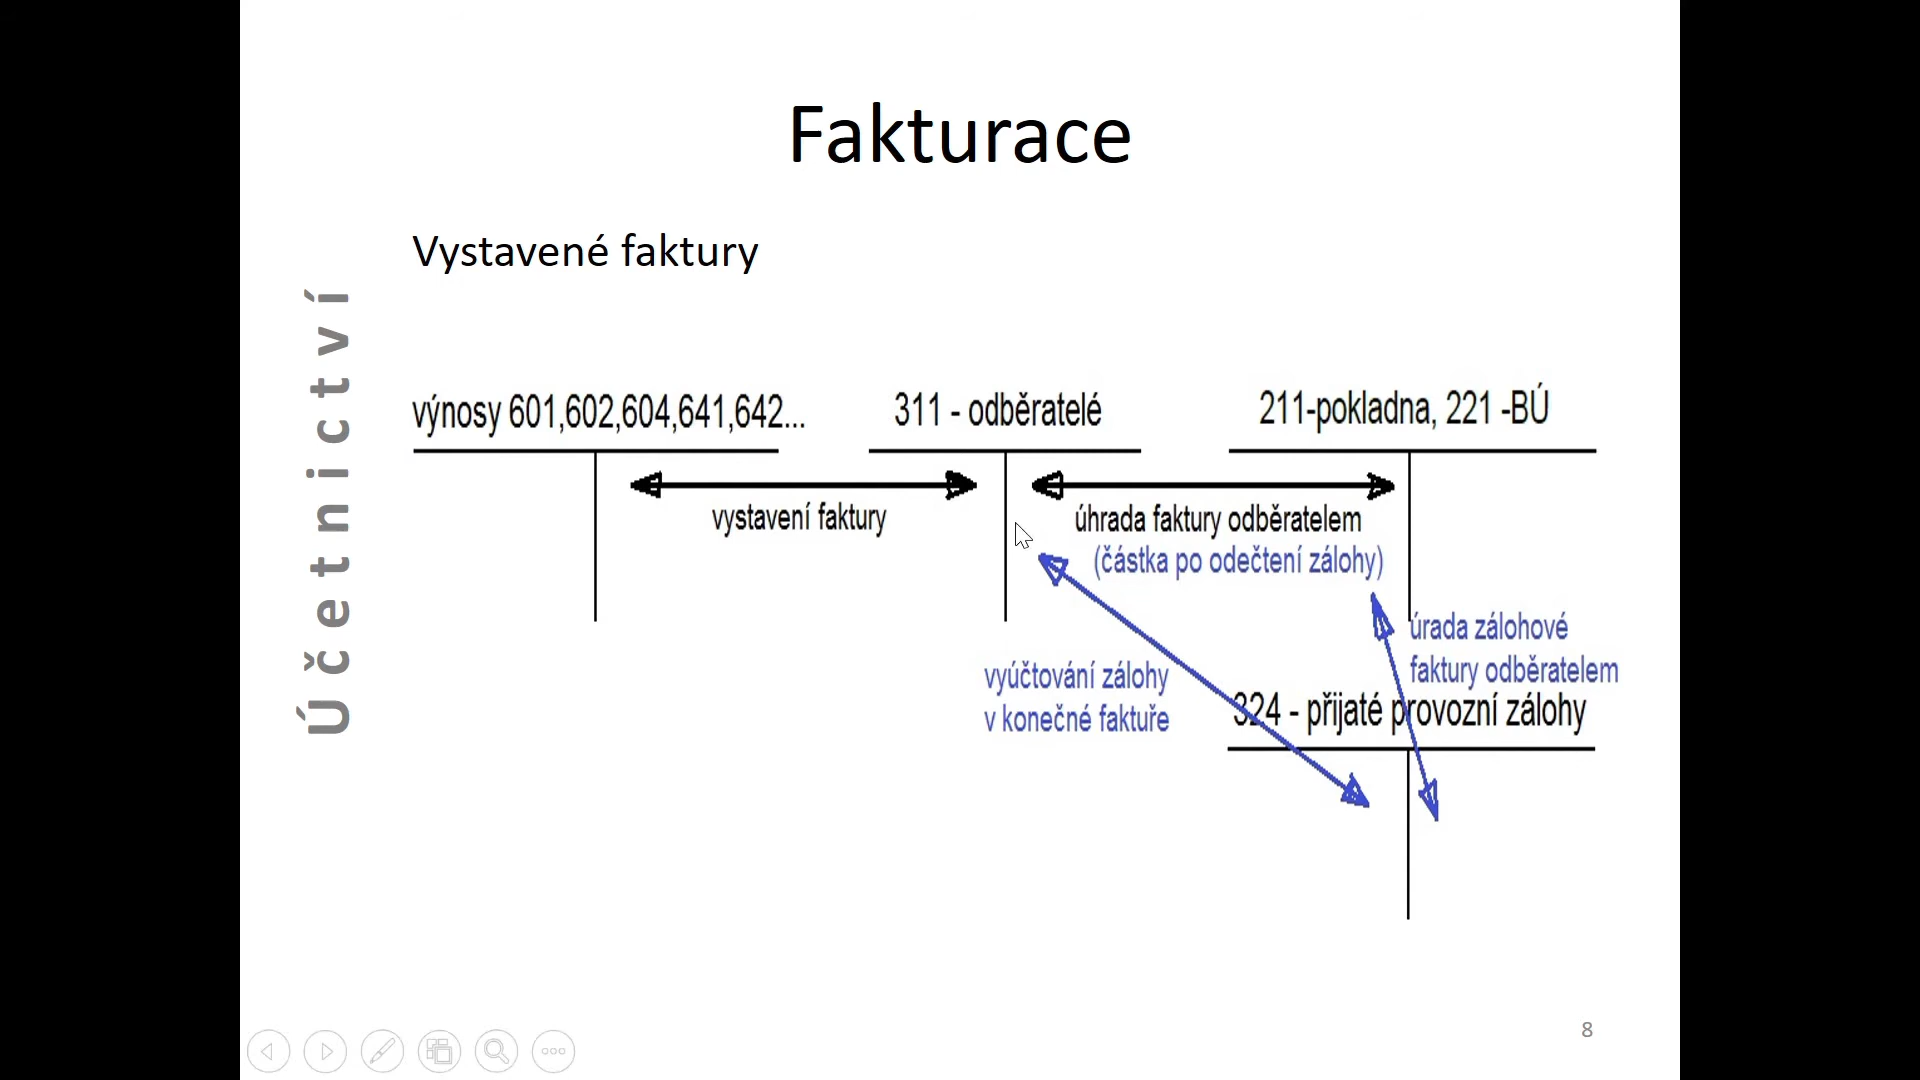 Fakturace
Vystavené faktury
Účetnictví
výnosy 601,602,604,641,642...
311 - odběratelé
211-pokladna, 221 -BÚ
vystavení faktury
úhrada faktury odběratelem
(částka po odečtení zálohy)
úrada zálohové
faktury odběratelem
vyúčtování zálohy
v konečné faktuře
324 - přijaté provozní zálohy
8